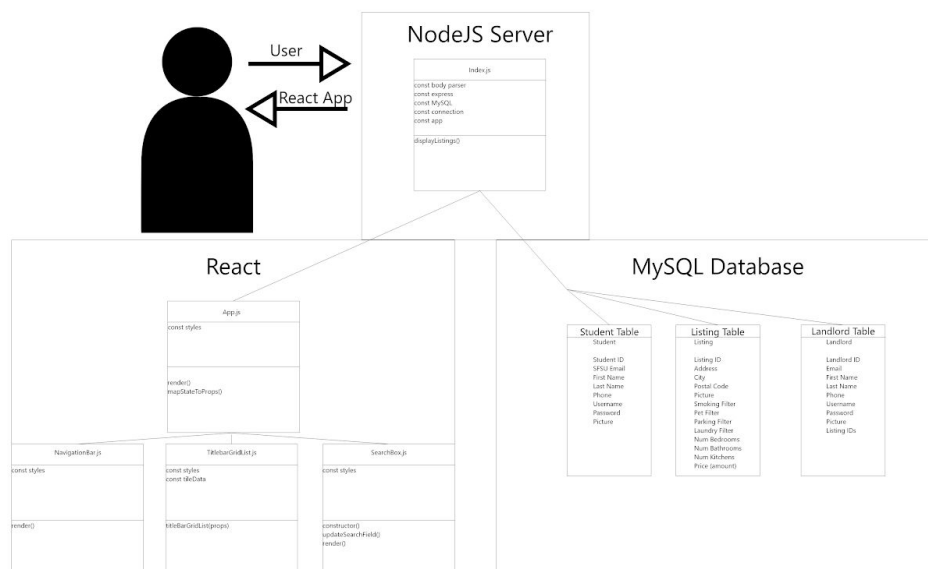 NodeJS Server
User
React App
Index.js
const body parser
const express
const MySQL
const connection
const app
displayListings()
React
App.js
const styles
render()
mapStateToProps()
NavigationBar.js
const styles
render()
TitlebarGridList.js
const styles
const tileData
titleBarGridList(props)
SearchBox.js
const styles
constructor()
updateSearchField()
render()
MySQL Database
Student Table
Student
Student ID
SFSU Email
First Name
Last Name
Phone
Username
Password
Picture
Listing Table
Listing
Listing ID
Address
City
Postal Code
Picture
Smoking Filter
Pet Filter
Parking Filter
Laundry Filter
Num Bedrooms
Num Bathrooms
Num Kitchens
Price (amount)
Landlord Table
Landlord
Landlord ID
Email
First Name
Last Name
Phone
Username
Password
Picture
Listing IDs